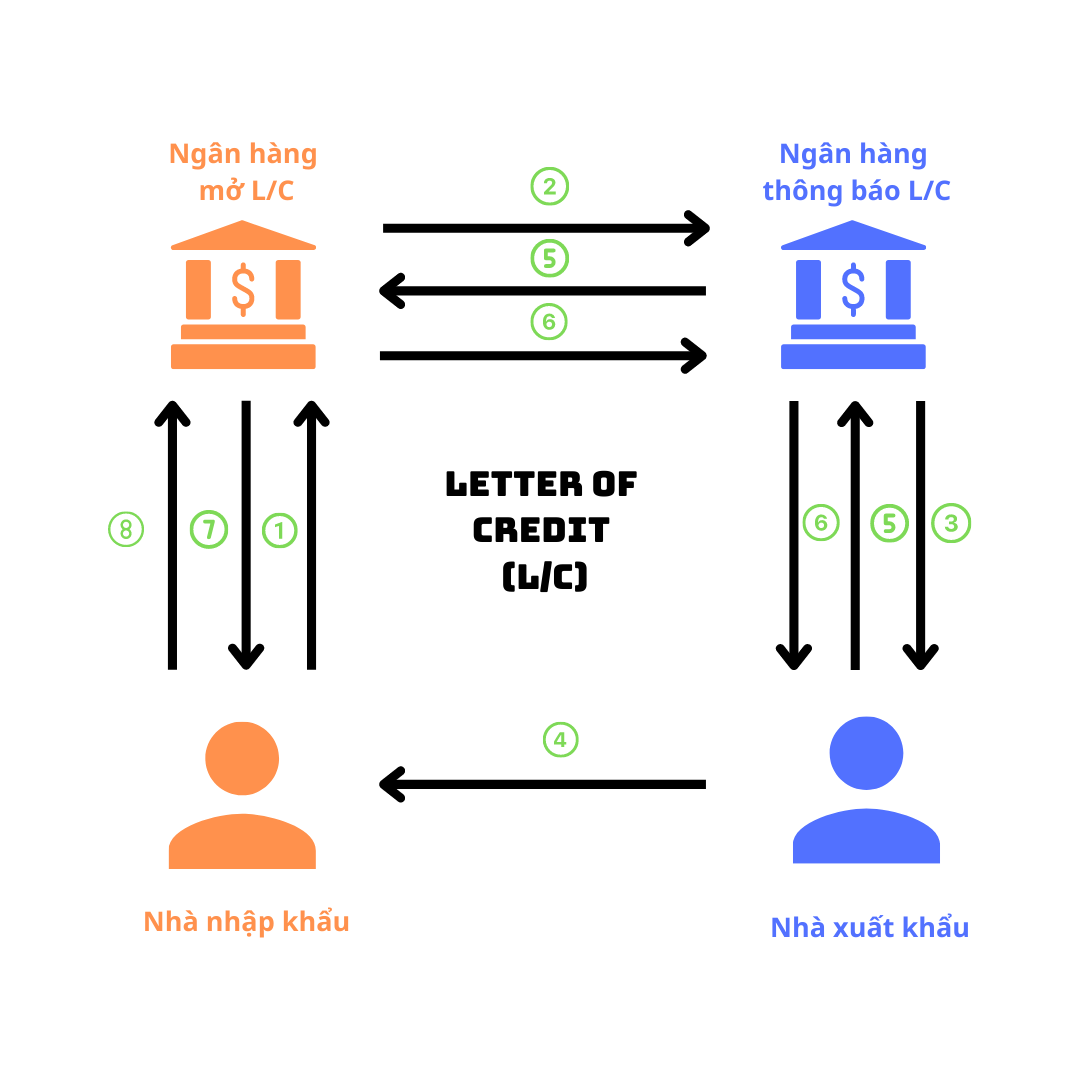 Ngân hàng
mở L/C
Ngân hàng
thông báo L/C
2
$
5
$
6
LETTER OF
CREDIT
(L/C)
8
7
1
6
5
3
4
Nhà nhập khẩu
Nhà xuất khẩu